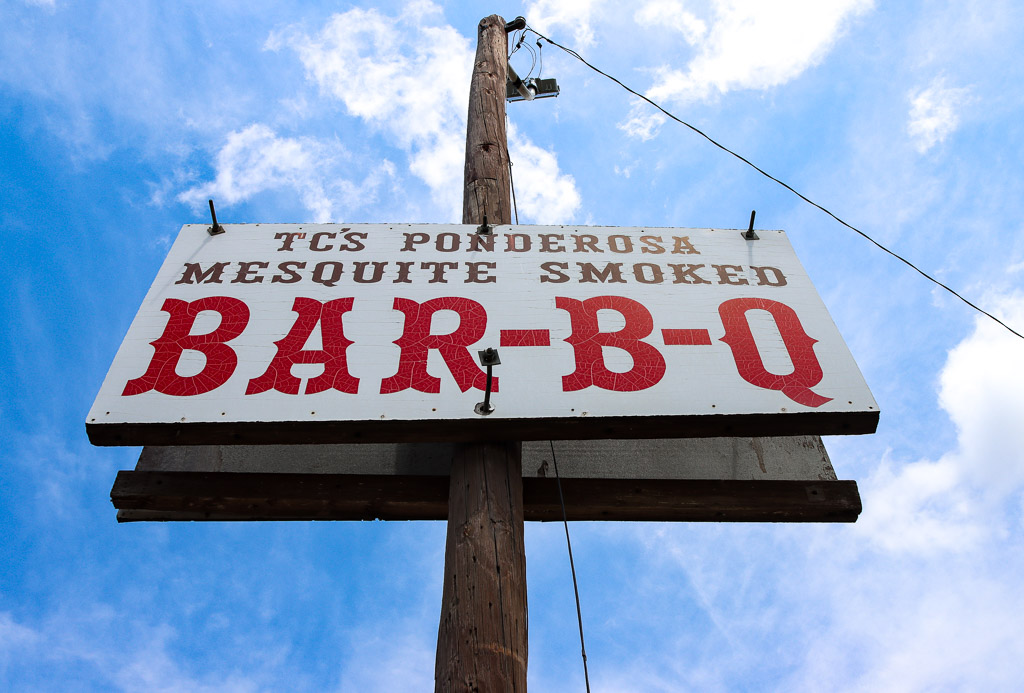 TC'S PONDEROSA
MESQUITE SMOKED
BAR-B-Q